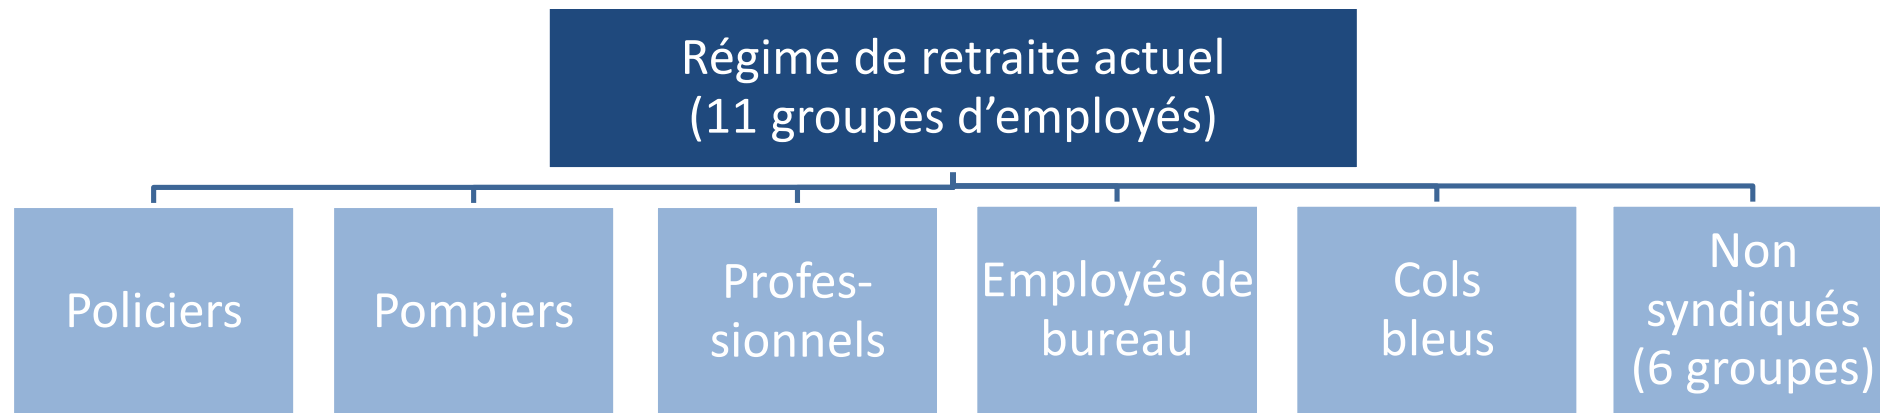 Régime de retraite actuel
(11 groupes d’employés)
Policiers
Pompiers
Profes-
sionnels
Employés de
bureau
Cols
bleus
Non
syndiqués
(6 groupes)